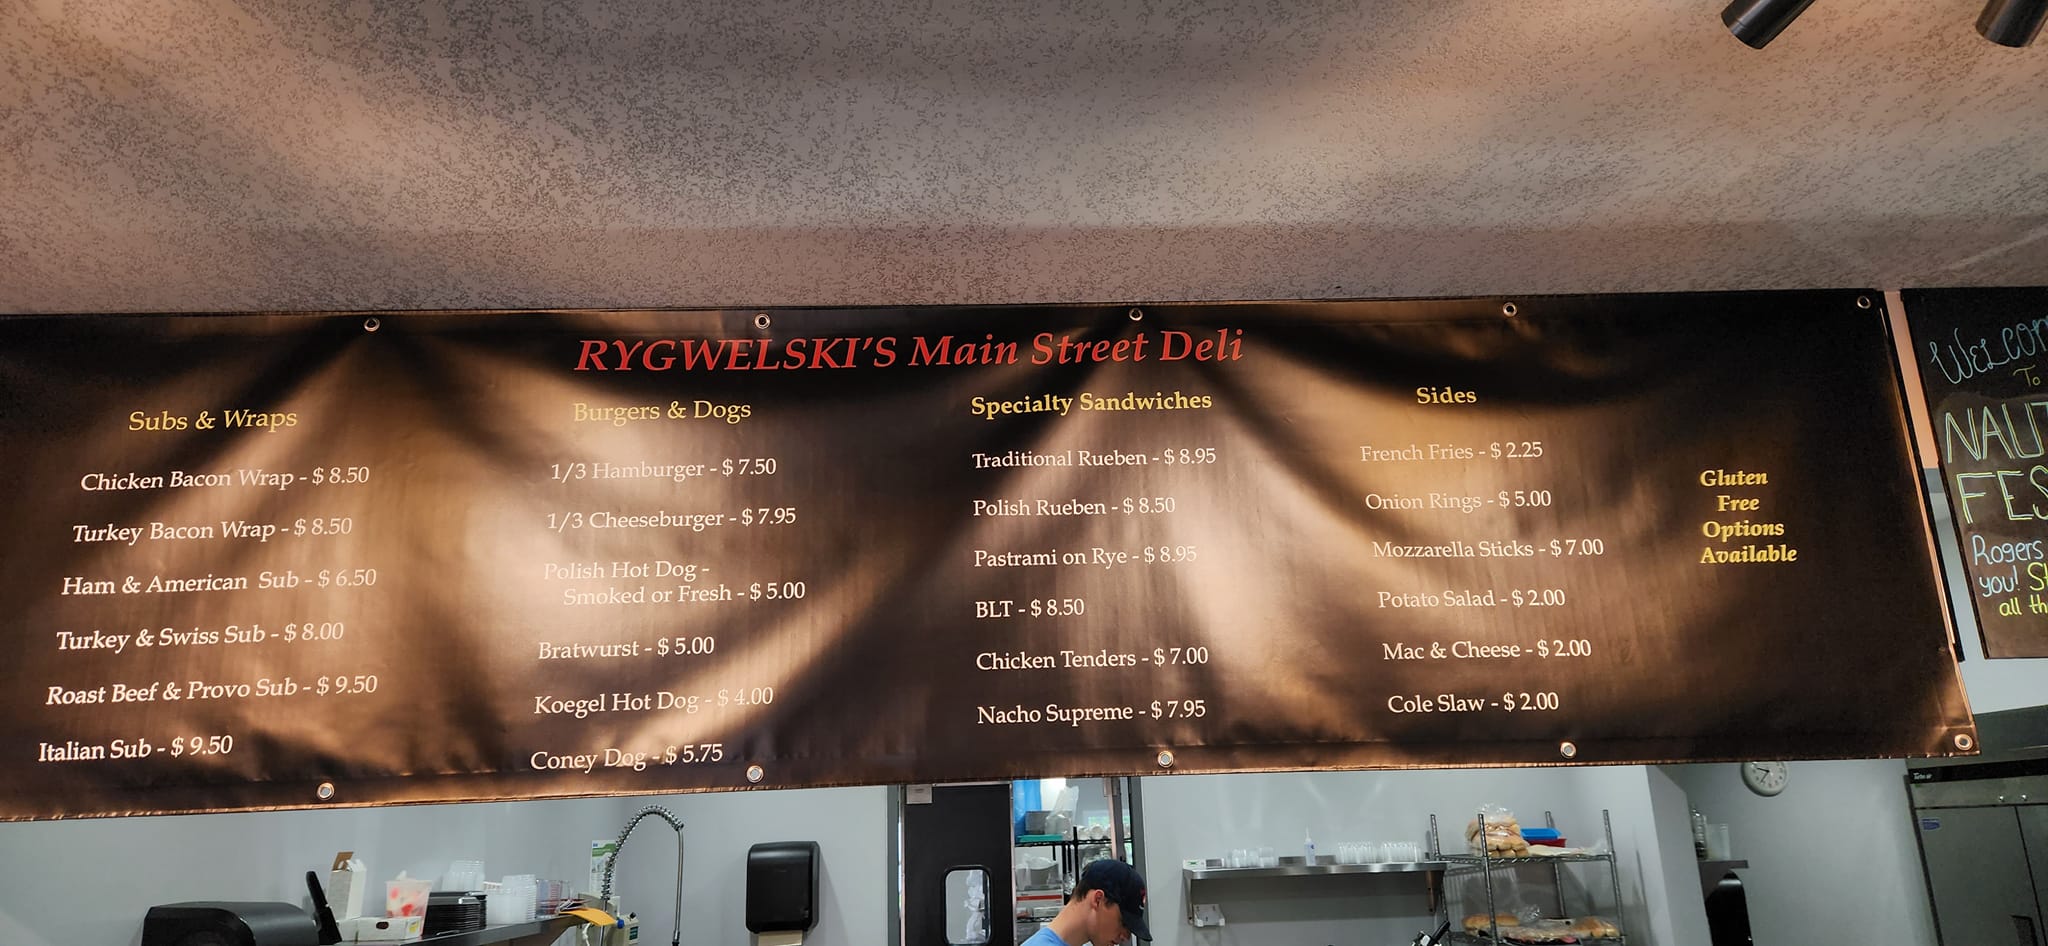 RYGWELSKI'S Main Street Deli
Subs & Wraps
Chicken Bacon Wrap - $ 8.50
Turkey Bacon Wrap - $ 8.50
Ham & American Sub - $ 6.50
Turkey & Swiss Sub - $ 8.00
Roast Beef & Provo Sub - $ 9.50
Italian Sub - $ 9.50
Burgers & Dogs
1/3 Hamburger - $ 7.50
1/3 Cheeseburger - $ 7.95
Polish Hot Dog -
Smoked or Fresh - $ 5.00
Bratwurst - $ 5.00
Koegel Hot Dog - $ 4.00
Coney Dog - $ 5.75
Specialty Sandwiches
Traditional Rueben - $ 8.95
Polish Rueben - $ 8.50
Pastrami on Rye - $ 8.95
BLT - $ 8.50
Chicken Tenders - $ 7.00
Nacho Supreme - $ 7.95
Sides
French Fries - $ 2.25
Onion Rings - $ 5.00
Mozzarella Sticks - $ 7.00
Potato Salad - $ 2.00
Mac & Cheese - $ 2.00
Cole Slaw - $ 2.00
Gluten
Free
Options
Available
To
Rogers
you!
all